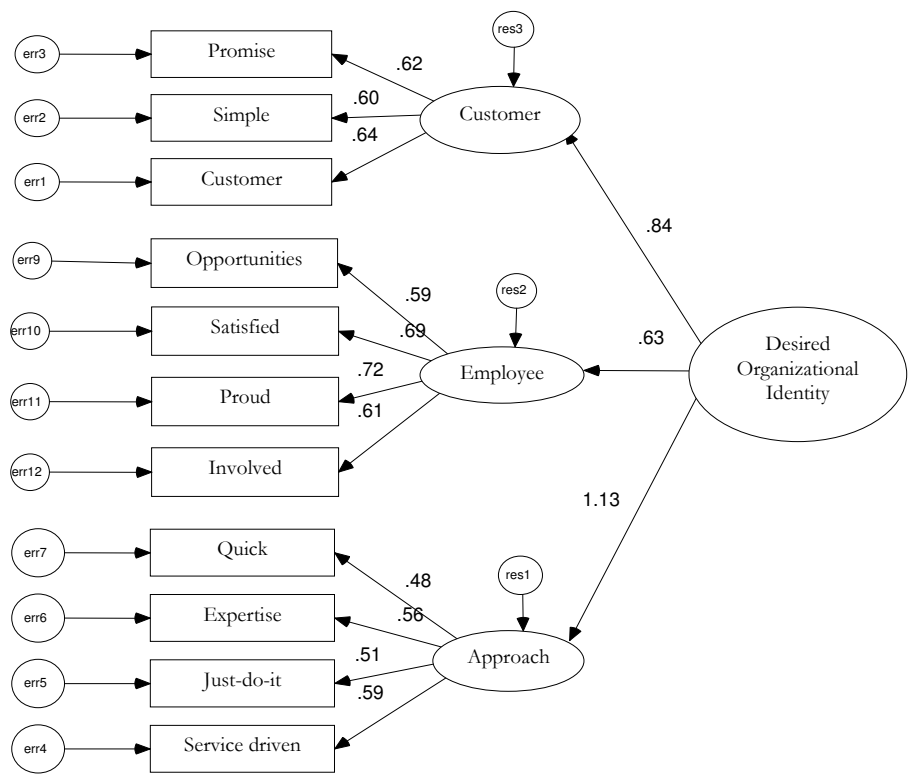 res3
err3
Promise
.62
err2
Simple
.60
Customer
.64
err1
Customer
.84
err9
Opportunities
res2
.59
err10
Satisfied
.69
.63
Desired
Organizational
Identity
.72
Employee
err11
Proud
.61
err12
Involved
1.13
err7
Quick
res1
.48
err6
Expertise
.56
.51
Approach
err5
Just-do-it
.59
err4
Service driven